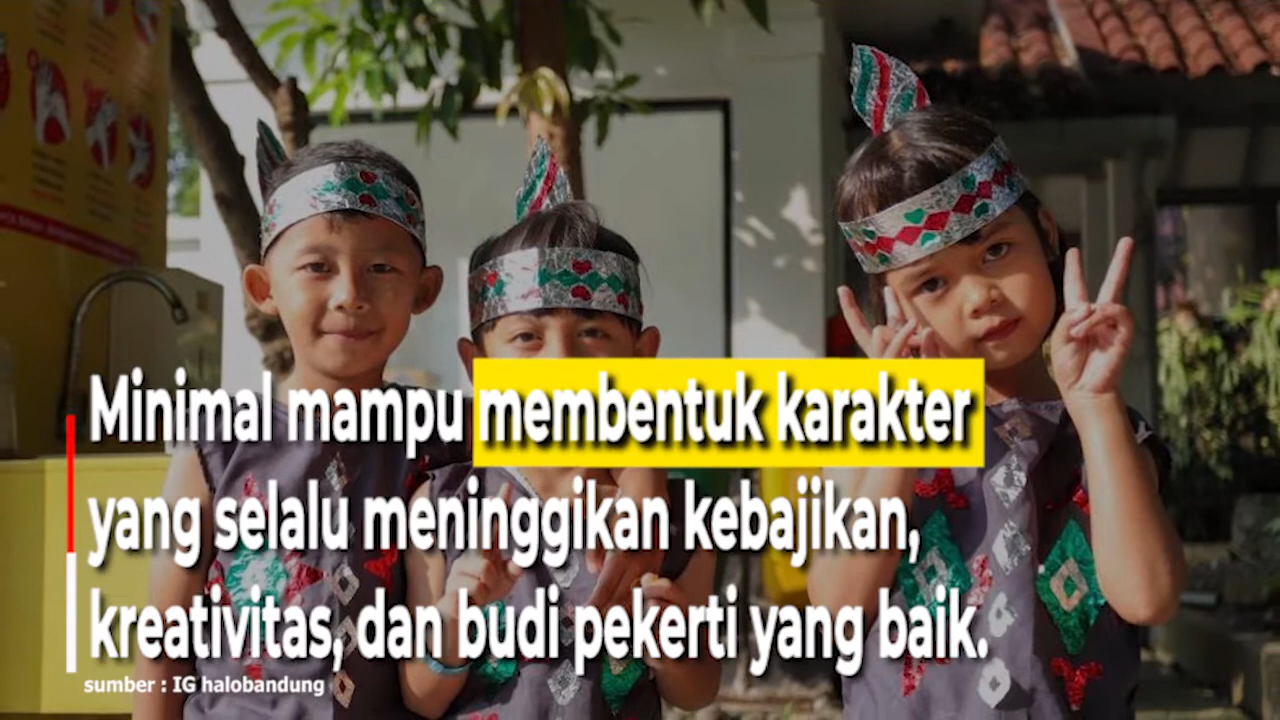 Minimal mampu membentuk karakter
yang selalu meninggikan kebajikan,
kreativitas, dan budi pekerti yang baik.
sumber : IG halobandung